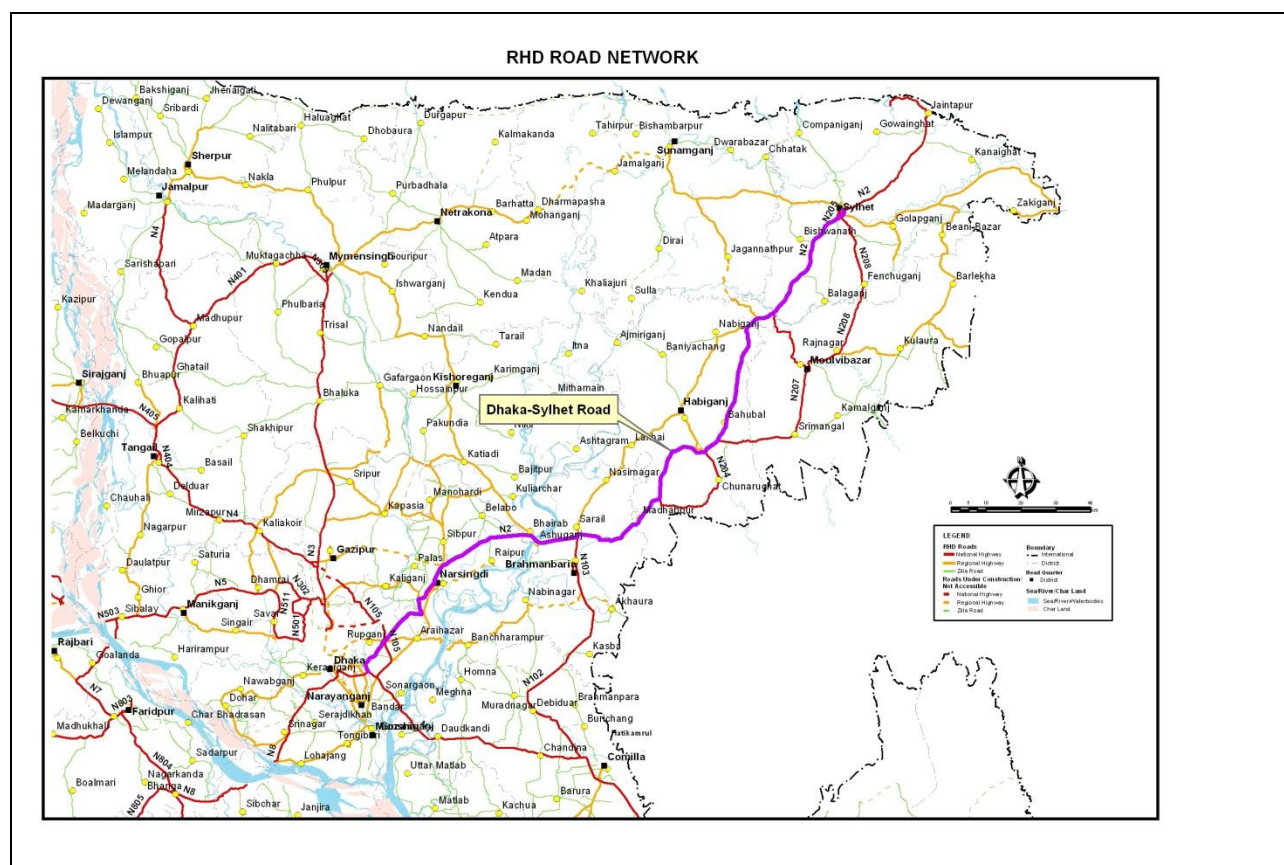 RHD ROAD NETWORK
Bakshiganj
Jhenaigati
Dewanganj
Sribardi
Haluaghat
Durgapur
Tahirpur
Bishambarpur
Companiganj
Jaintapur
Islampur
Nalitabari
Dhobaura
Kalmakanda
Gowainghat
Sunamganj
Dwarabazar
Chhatak
Kanaighat
Sherpur
Melandaha
Nakla
Phulpur
Purbadhala
Jamalganj
Jamalpur
N2
Sylhet
N205
Zakiganj
Madarganj
Barhatta
Dharmapasha
Mohanganj
Netrakona
Golapganj
Beani-Bazar
N4
Atpara
Dirai
Jagannathpur
Bishwanath
N2
N208
Muktagachha
Mymensingh
Gouripur
Sarishabari
N401
Ishwarganj
Madan
Khaliajuri
Sulla
Fenchuganj
Barlekha
Kazipur
Phulbaria
Kendua
Balaganj
Madhupur
Trisal
Nandail
Tarail
Ajmiriganj
Nabiganj
N208
Gopalpur
Itna
Baniyachang
Rajnagar
Kulaura
Moulvibazar
Sirajganj
Bhuapur
Ghatail
Gafargaon
Kishoreganj
Karimganj
Hossainpur
Mithamain
N207
Bhaluka
Kamarkhanda
N405
Kalihati
Dhaka-Sylhet Road
Habiganj
Bahubal
Kamalganj
Belkuchi
Shakhipur
Pakundia
Ashtagram
Srimangal
Tangail
N404
Basail
Katiadi
Bajitpur
Nasirnagar
N204
Chunarughat
Delduar
Sripur
Chauhali
Manohardi
Kuliarchar
Mirzapur
N4
Kapasia
Belabo
Madhabpur
Nagarpur
Kaliakoir
Sibpur
N2
Bhairab
Sarail
Ashuganj
N3
Gazipur
Palas
Raipur
Brahmanbaria
N103
Saturia
Daulatpur
Dhamrai
N302
Kaliganj
Narsingdi
Ghior
N5
N511
Nabinagar
Sibalay
N503
Manikganj
Savar
N501
N105
Akhaura
Singair
Rupganj
N105
Araihazar
Banchharampur
Rajbari
Harirampur
Dhaka
Kasba
Goalanda
Keraniganj
Homna
N102
N7
Nawabganj
Sonargaon
Meghna
Brahmanpara
N803
Dohar
Narayanganj
Bandar
Muradnagar
Debiduar
Faridpur
Char Bhadrasan
Serajdikhab
Burichang
Madhukhali
Srinagar
Tongibari
Daudkandi
Sadarpur
N8
Lohajang
Chandina
N804
Comilla
Nagarkanda
Uttar Matlab
Boalmari
Bhanga
N8
Barura
N805
Sibchar
Janjira
Matlab
Kachua
0
10
20
30
40
LEGEND
RHD Roads
National Highway
Regional Highway
Zilla Road
Roads Under Construction/
Not Accessible
National Highway
Regional Highway
Zilla Road
Boundary
International
District
Head Quarter
District
Sea/River/Char Land
Sea/River/Waterbodies
Char Land